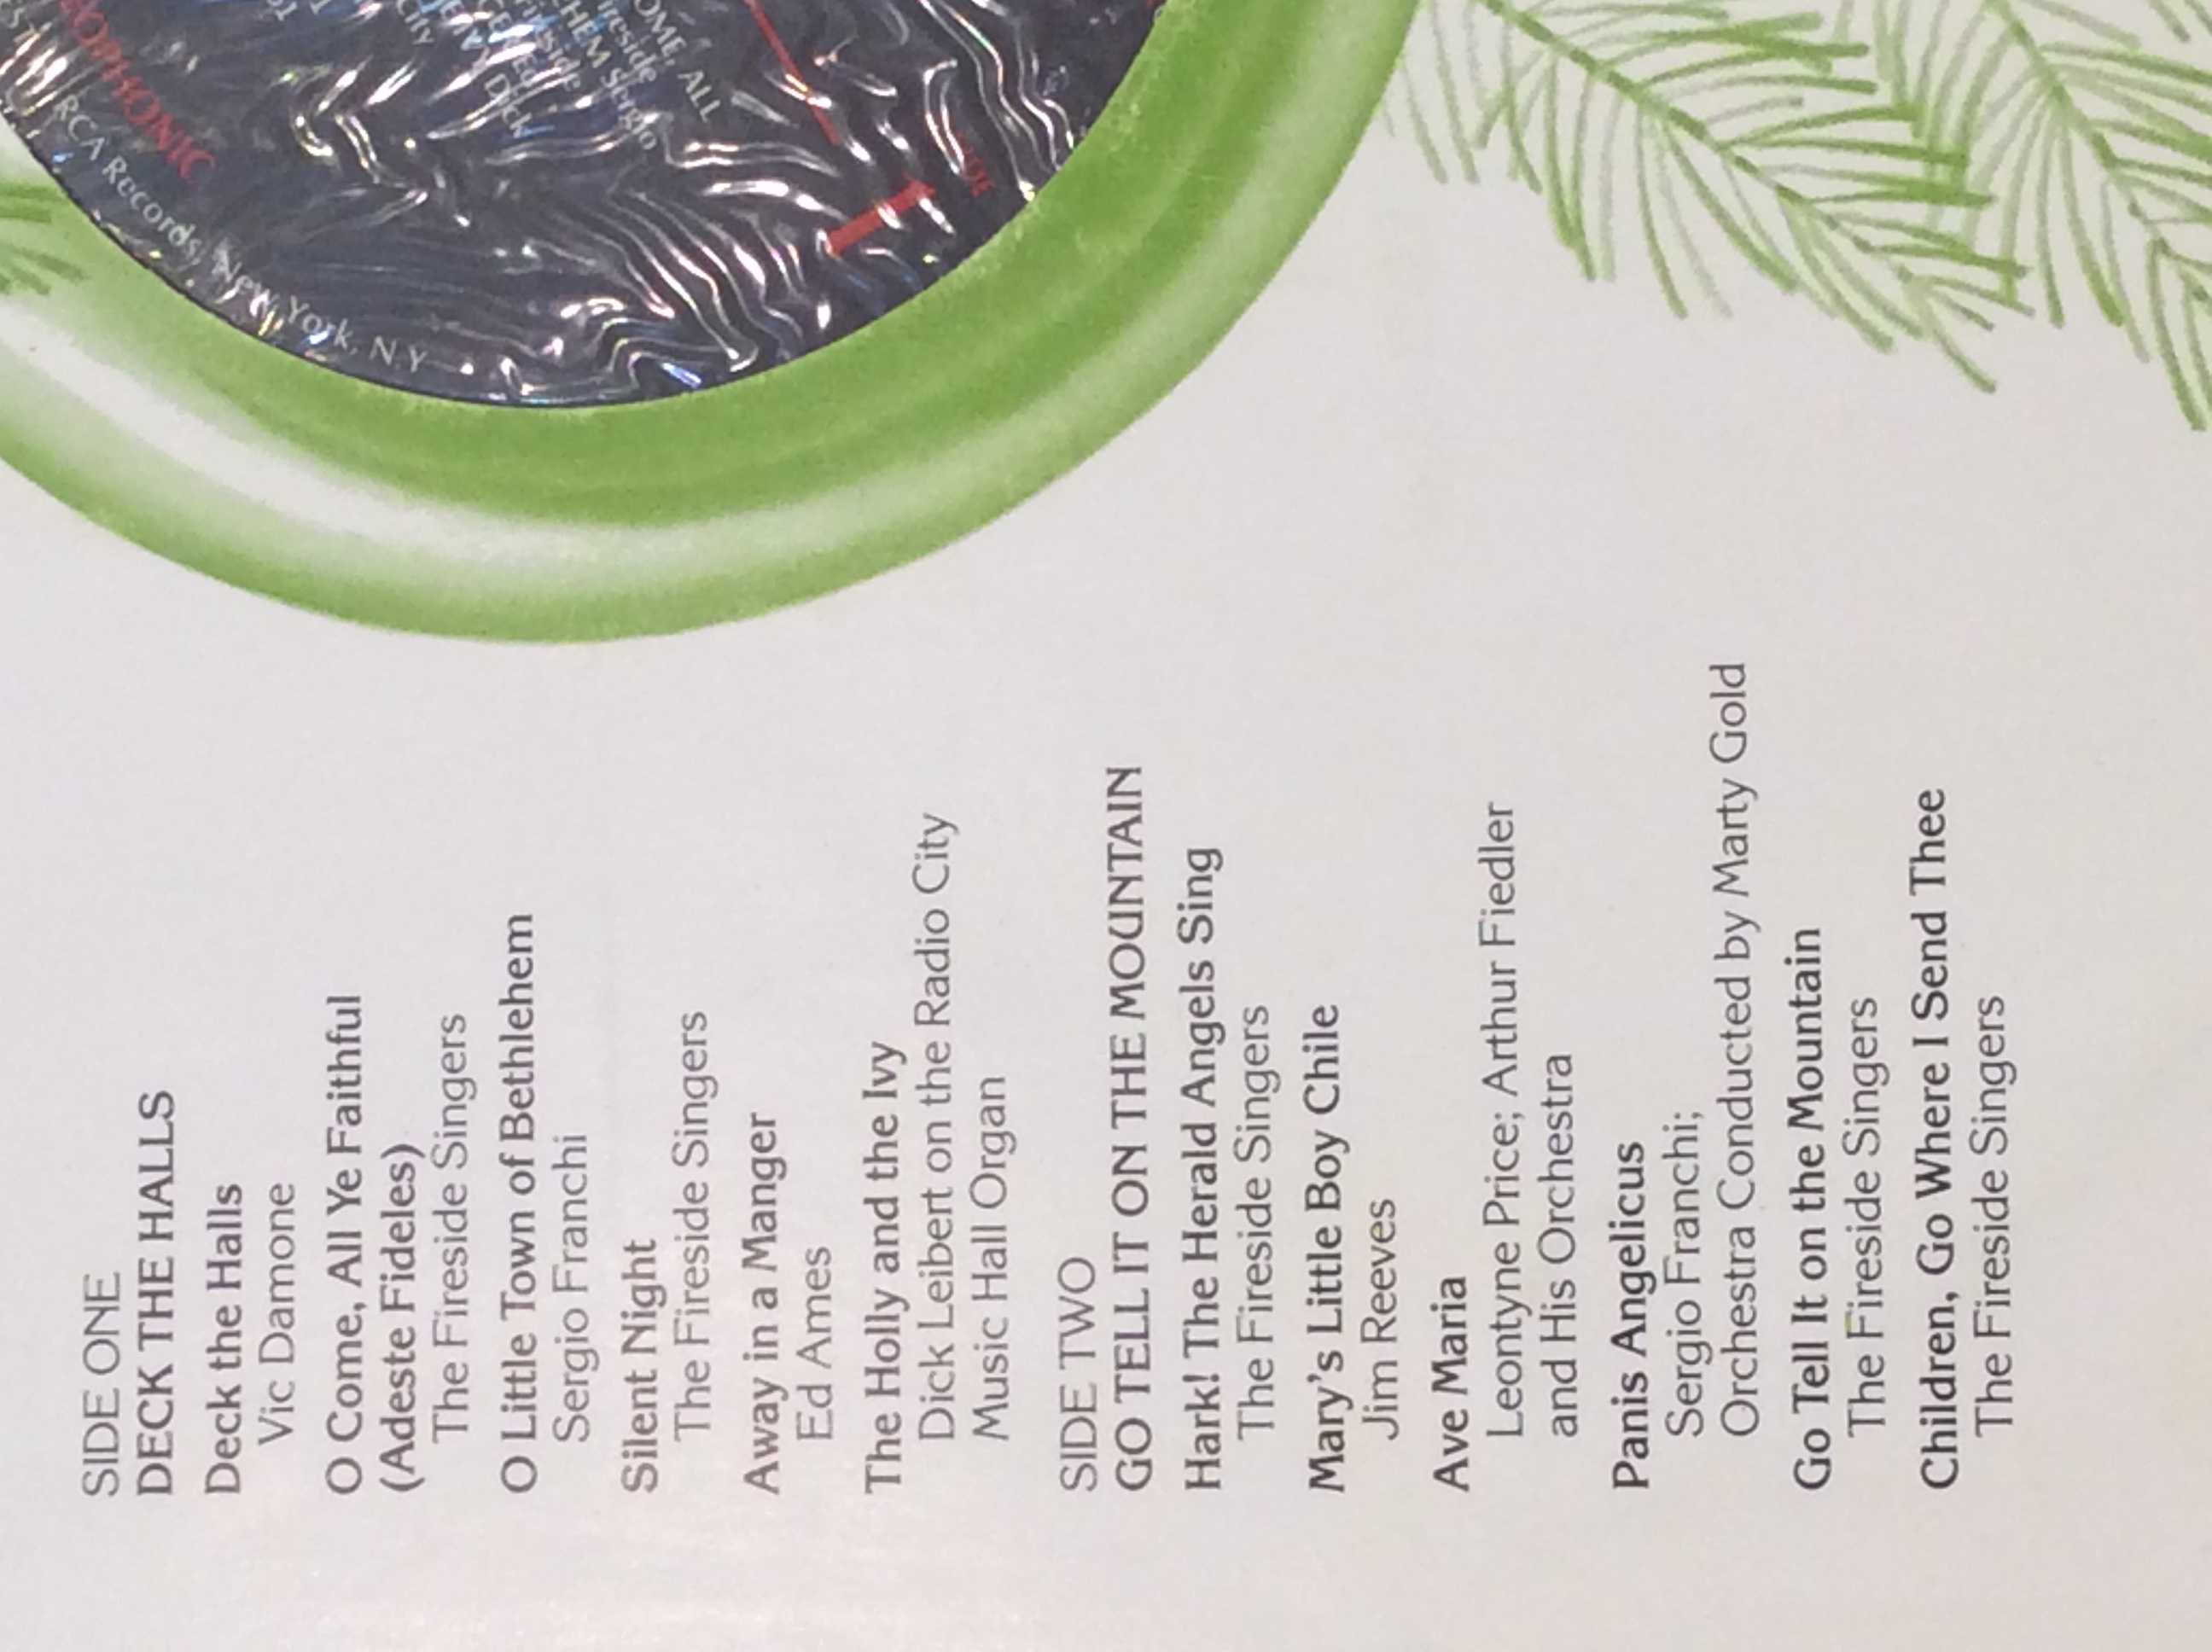 SIDE ONE
DECK THE HALLS
Deck the Halls
Vic Damone
O Come, All Ye Faithful
(Adeste Fideles)
The Fireside Singers
O Little Town of Bethlehem
Sergio Franchi
Silent Night
The Fireside Singers
Away in a Manger
Ed Ames
The Holly and the Ivy
Dick Leibert on the Radio City
Music Hall Organ
SIDE TWO
GO TELL IT ON THE MOUNTAIN
Hark! The Herald Angels Sing
The Fireside Singers
Mary's Little Boy Chile
Jim Reeves
Ave Maria
Leontyne Price; Arthur Fiedler
and His Orchestra
Panis Angelicus
Sergio Franchi;
Orchestra Conducted by Marty Gold
Go Tell It on the Mountain
The Fireside Singers
Children, Go Where I Send Thee
The Fireside Singers
RCA Records, New York, NY
Sergio
ALL